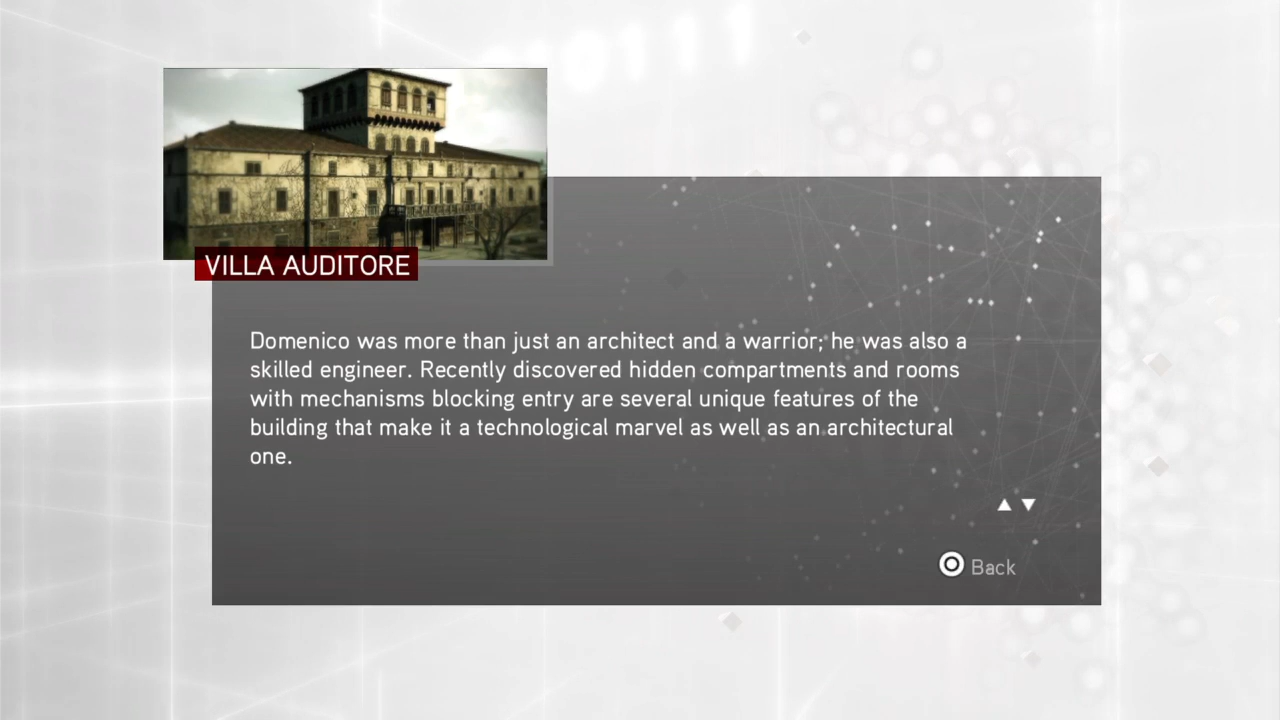 VILLA AUDITORE
Domenico was more than just an architect and a warrior; he was also a
skilled engineer. Recently discovered hidden compartments and rooms
with mechanisms blocking entry are several unique features of the
building that make it a technological marvel as well as an architectural
one.
Back